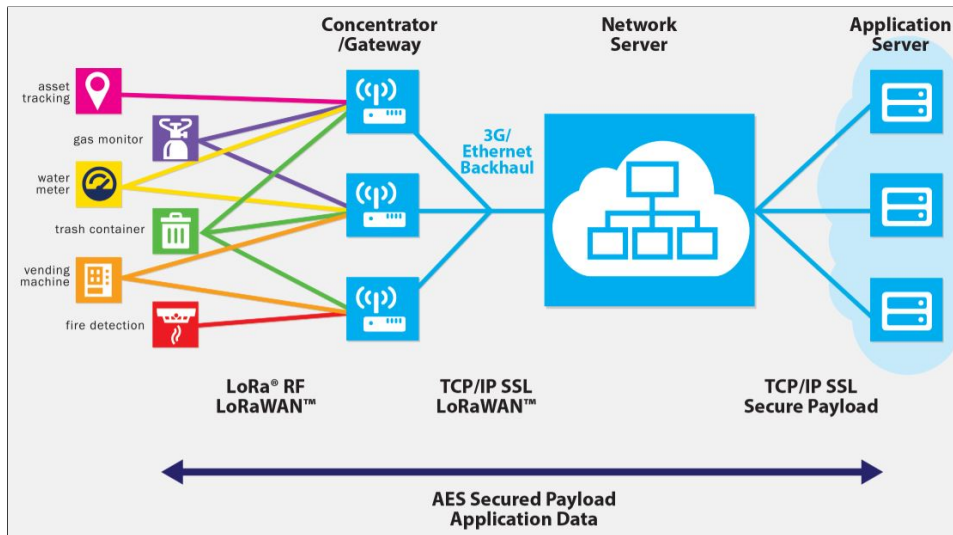 Concentrator
/Gateway
Network
Server
Application
Server
asset
tracking
gas monitor
water
meter
trash container
vending
machine
fire detection
3G/
Ethernet
Backhaul
LoRa® RF
LoRaWAN™
TCP/IP SSL
LoRaWAN™
TCP/IP SSL
Secure Payload
AES Secured Payload
Application Data